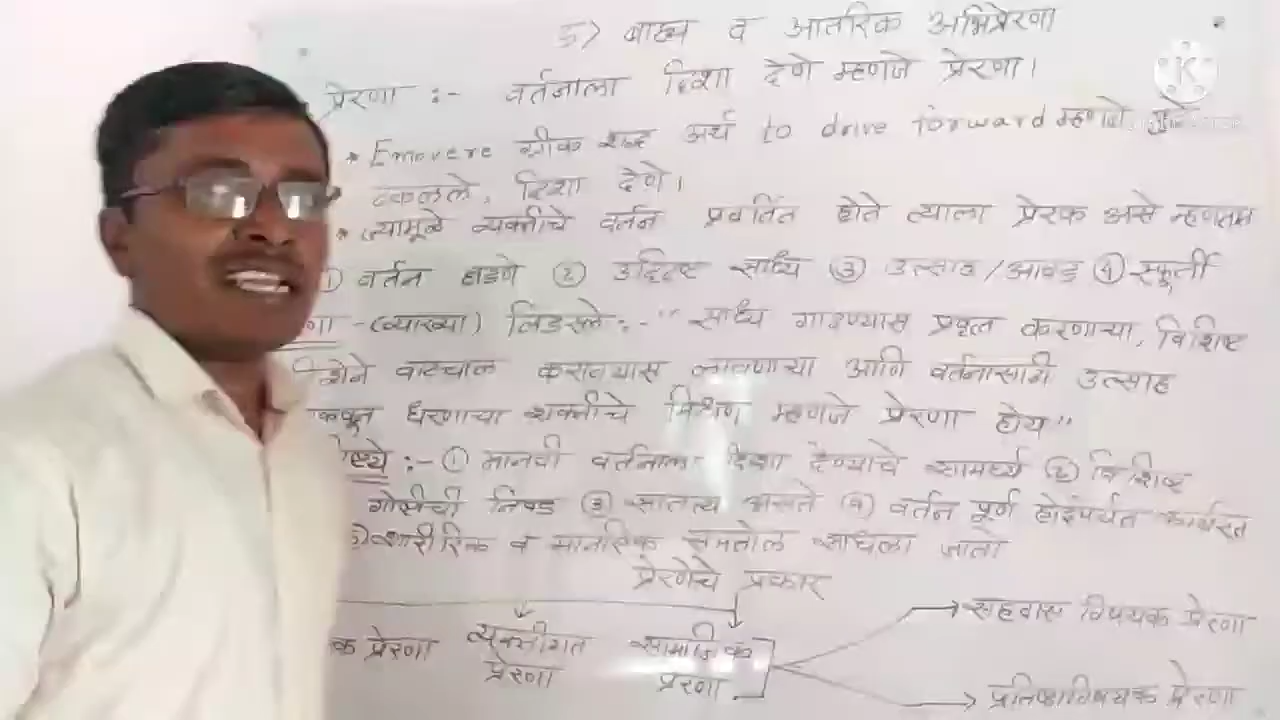 5) बाह्य व आंतरिक अभिप्रेरणा
प्रेरणा :- वर्तनाला दिशा देणे म्हणजे प्रेरणा।
* Emovere ग्रीक शब्द अर्थ to drive forward म्हणजे पुढे
ढकलले, दिशा देणे।
* ज्यामूळे व्यक्तीचे वर्तन प्रवर्तित होते त्याला प्रेरक असे म्हणतात
① वर्तन घडणे ② उद्दिष्ट साध्य ③ उत्साह/आवड ④ स्फूर्ती
णा - (व्याख्या) लिंडस्ले :- "साध्य गाठण्यास प्रवृत्त करणाऱ्या, विशिष्ट
दिशेने वाटचाल करावयास लावणाऱ्या आणि वर्तनासाठी उत्साह
धरणाऱ्या शक्तीचे मिश्रण म्हणजे प्रेरणा होय"
ष्ट्ये :- ① मानवी वर्तनाला दिशा देण्याचे सामर्थ्य ② विशिष्ट
गोष्टीची निवड ③ सातत्य असते ④ वर्तन पूर्ण होईपर्यंत कार्यरत
शारीरिक व मानसिक समतोल साधला जातो
प्रेरणेचे प्रकार
क प्रेरणा व्यक्तीगत प्रेरणा सामाजिक प्रेरणा
सहवास विषयक प्रेरणा
प्रतिष्ठाविषयक प्रेरणा
K